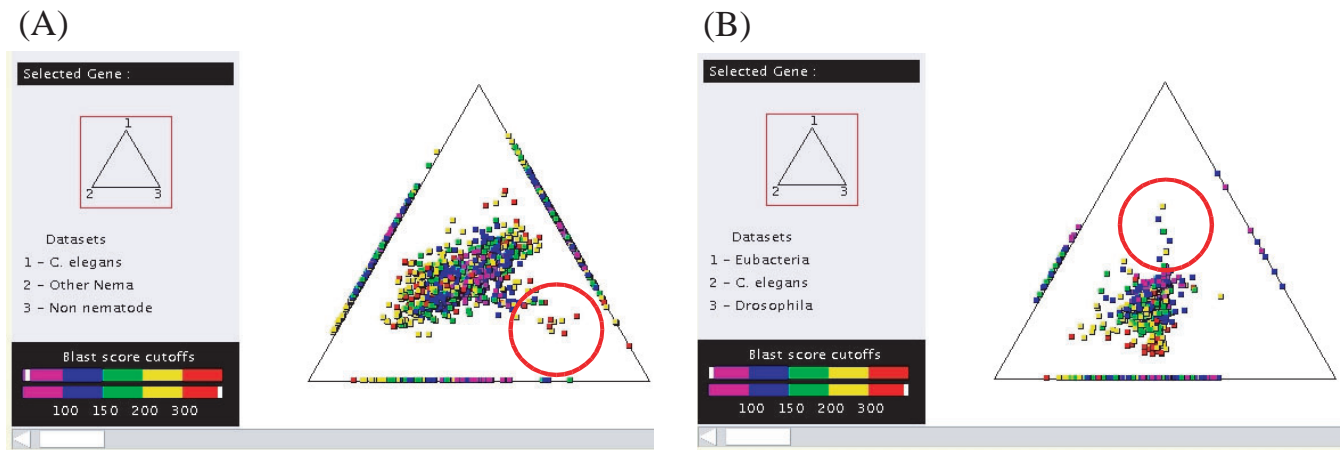 (A)
Selected Gene :
1
2 3
Datasets
1 – C. elegans
2 – Other Nema
3 – Non nematode
Blast score cutoffs
100 150 200 300
(B)
Selected Gene :
1
2 3
Datasets
1 – Eubacteria
2 – C. elegans
3 – Drosophila
Blast score cutoffs
100 150 200 300